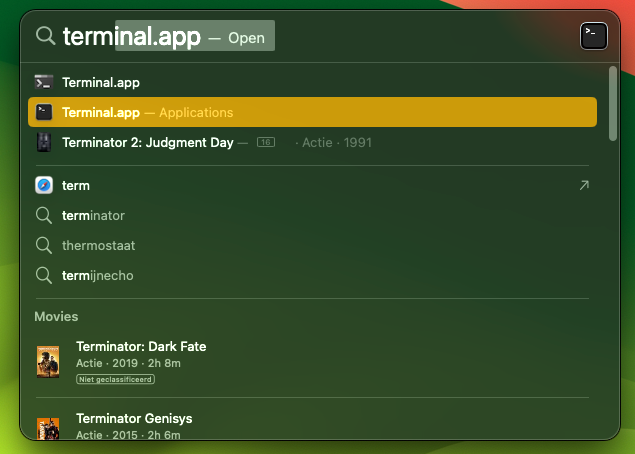 terminal.app — Open
Terminal.app
Terminal.app — Applications
Terminator 2: Judgment Day — 16 · Actie · 1991
term
terminator
thermostaat
termijnecho
Movies
Terminator: Dark Fate
Actie · 2019 · 2h 8m
Niet geclassificeerd
Terminator Genisys
Actie · 2015 · 2h 6m